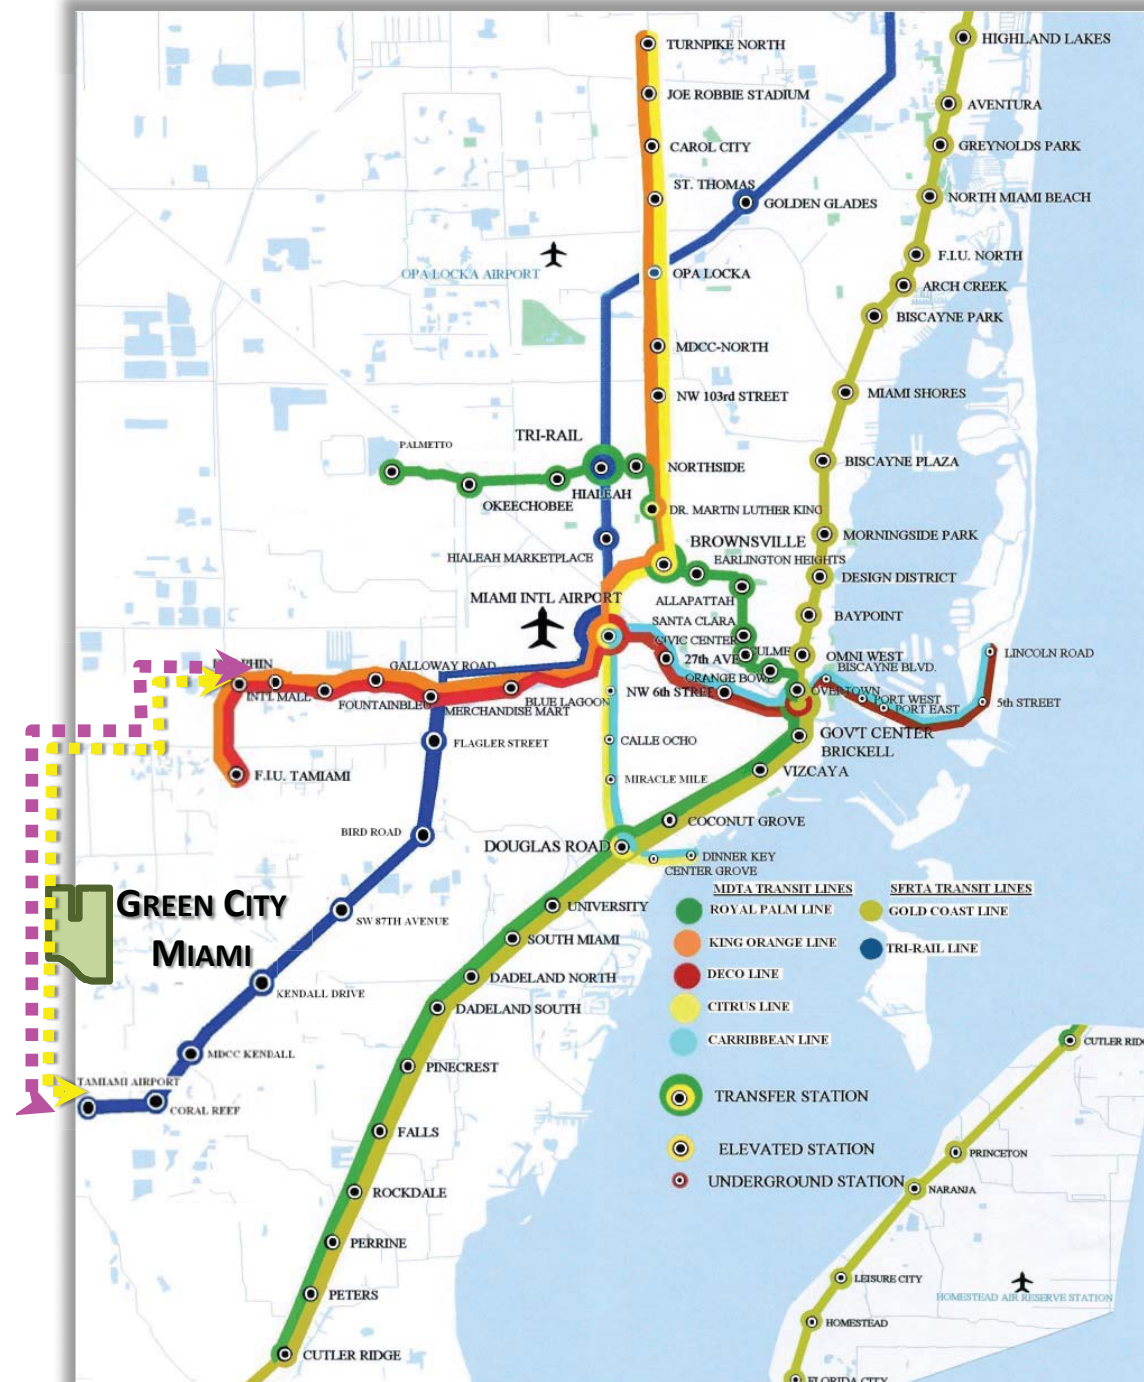 TURNPIKE NORTH
HIGHLAND LAKES
JOE ROBBIE STADIUM
AVENTURA
CAROL CITY
GREYNOLDS PARK
ST. THOMAS
GOLDEN GLADES
NORTH MIAMI BEACH
F.I.U. NORTH
OPA LOCKA AIRPORT
OPA LOCKA
ARCH CREEK
BISCAYNE PARK
MDCC-NORTH
NW 103rd STREET
MIAMI SHORES
TRI-RAIL
PALMETTO
NORTHSIDE
BISCAYNE PLAZA
HIALEAH
OKEECHOBEE
DR. MARTIN LUTHER KING
MORNINGSIDE PARK
BROWNSVILLE
HIALEAH MARKETPLACE
EARLINGTON HEIGHTS
DESIGN DISTRICT
MIAMI INTL AIRPORT
ALLAPATTAH
BAYPOINT
SANTA CLARA
CIVIC CENTER
27th AVE
OMNI WEST
LINCOLN ROAD
GALLOWAY ROAD
BISCAYNE BLVD.
ORANGE BOWL
INT'L MALL
NW 6th STREET
OVERTOWN
PORT WEST
5th STREET
FOUNTAINBLEU
BLUE LAGOON
PORT EAST
MERCHANDISE MART
FLAGLER STREET
CALLE OCHO
GOV'T CENTER
BRICKELL
F.I.U. TAMIAMI
MIRACLE MILE
VIZCAYA
BIRD ROAD
COCONUT GROVE
DOUGLAS ROAD
DINNER KEY
CENTER GROVE
MDTA TRANSIT LINES
SFRTA TRANSIT LINES
GREEN CITY
MIAMI
UNIVERSITY
ROYAL PALM LINE
GOLD COAST LINE
SW 87TH AVENUE
SOUTH MIAMI
KING ORANGE LINE
TRI-RAIL LINE
DADELAND NORTH
DECO LINE
KENDALL DRIVE
DADELAND SOUTH
CITRUS LINE
CARRIBBEAN LINE
MDCC KENDALL
PINECREST
CUTLER RIDG
TAMIAMI AIRPORT
CORAL REEF
TRANSFER STATION
FALLS
ELEVATED STATION
PRINCETON
UNDERGROUND STATION
NARANJA
ROCKDALE
PERRINE
LEISURE CITY
PETERS
HOMESTEAD AIR RESERVE STATION
HOMESTEAD
CUTLER RIDGE
FLORIDA CITY